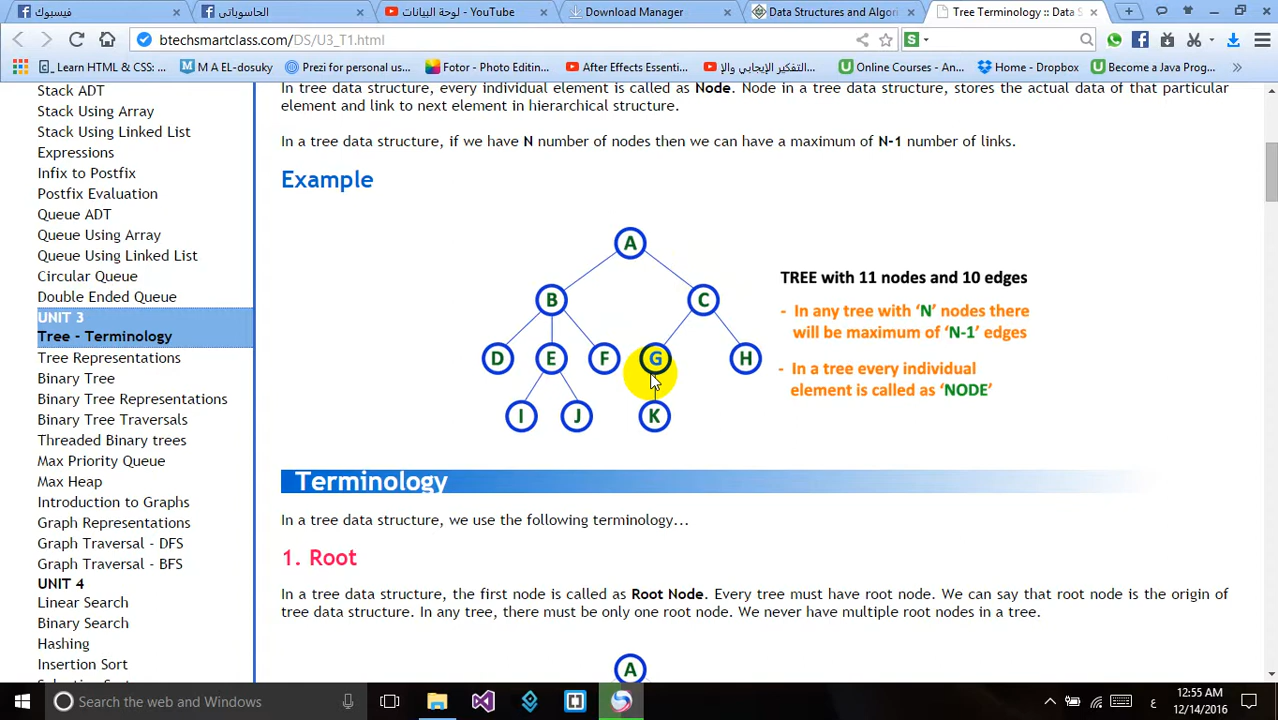 فيسبوك
الحاسوباتى
لوحة البيانات - YouTube
Download Manager
Data Structures and Algori
Tree Terminology :: Data S
btechsmartclass.com/DS/U3_T1.html
Learn HTML & CSS: ...
M A EL-dosuky
Prezi for personal us...
Error - Photo Editin...
After Effects Essenti...
التفكير الإيجابي والإ...
Online Courses - An...
Home - Dropbox
Become a Java Prog...
Stack ADT
Stack Using Array
Stack Using Linked List
Expressions
Infix to Postfix
Postfix Evaluation
Queue ADT
Queue Using Array
Queue Using Linked List
Circular Queue
Double Ended Queue
UNIT 3
Tree - Terminology
Tree Representations
Binary Tree
Binary Tree Representations
Binary Tree Traversals
Threaded Binary trees
Max Priority Queue
Max Heap
Introduction to Graphs
Graph Representations
Graph Traversal - DFS
Graph Traversal - BFS
UNIT 4
Linear Search
Binary Search
Hashing
Insertion Sort
In tree data structure, every individual element is called as Node. Node in a tree data structure, stores the actual data of that particular
element and link to next element in hierarchical structure.
In a tree data structure, if we have N number of nodes then we can have a maximum of N-1 number of links.
Example
A
B C
D E F G H
I J K
TREE with 11 nodes and 10 edges
- In any tree with ‘N’ nodes there
will be maximum of ‘N-1’ edges
- In a tree every individual
element is called as ‘NODE’
Terminology
In a tree data structure, we use the following terminology...
1. Root
In a tree data structure, the first node is called as Root Node. Every tree must have root node. We can say that root node is the origin of
tree data structure. In any tree, there must be only one root node. We never have multiple root nodes in a tree.
A
Search the web and Windows
ع
12:55 AM
12/14/2016